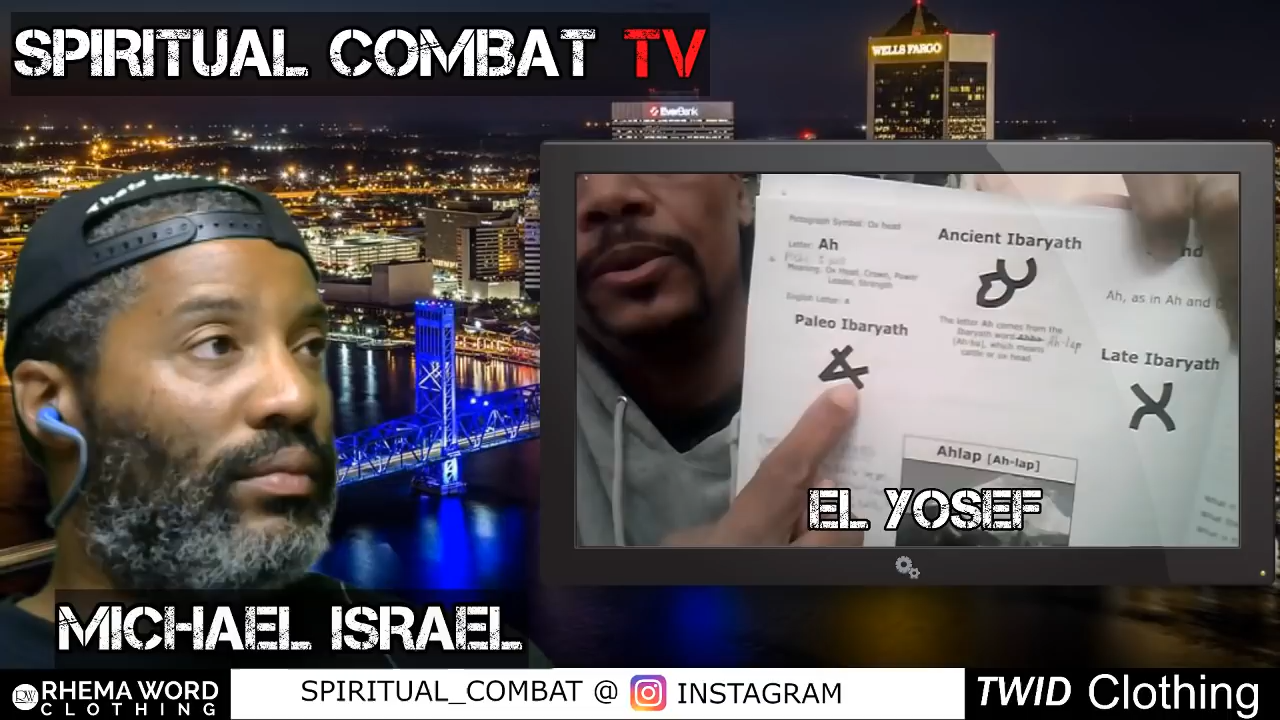 SPIRITUAL COMBAT TV
WELLS FARGO
EverBank
Pictograph Symbol: Ox head
Letter: Ah
Meaning: Ox Head, Crown, Power
Leader, Strength
English Letter: a
Ancient Ibaryath
The letter Ah comes from the
Ibaryath word Ah-lap
which means
cattle or ox head
Ah, as in Ah and
Paleo Ibaryath
Late Ibaryath
Ahlap [Ah-lap]
EL YOSEF
MICHAEL ISRAEL
RHEMA WORD
CLOTHING
SPIRITUAL_COMBAT @ INSTAGRAM
TWID Clothing